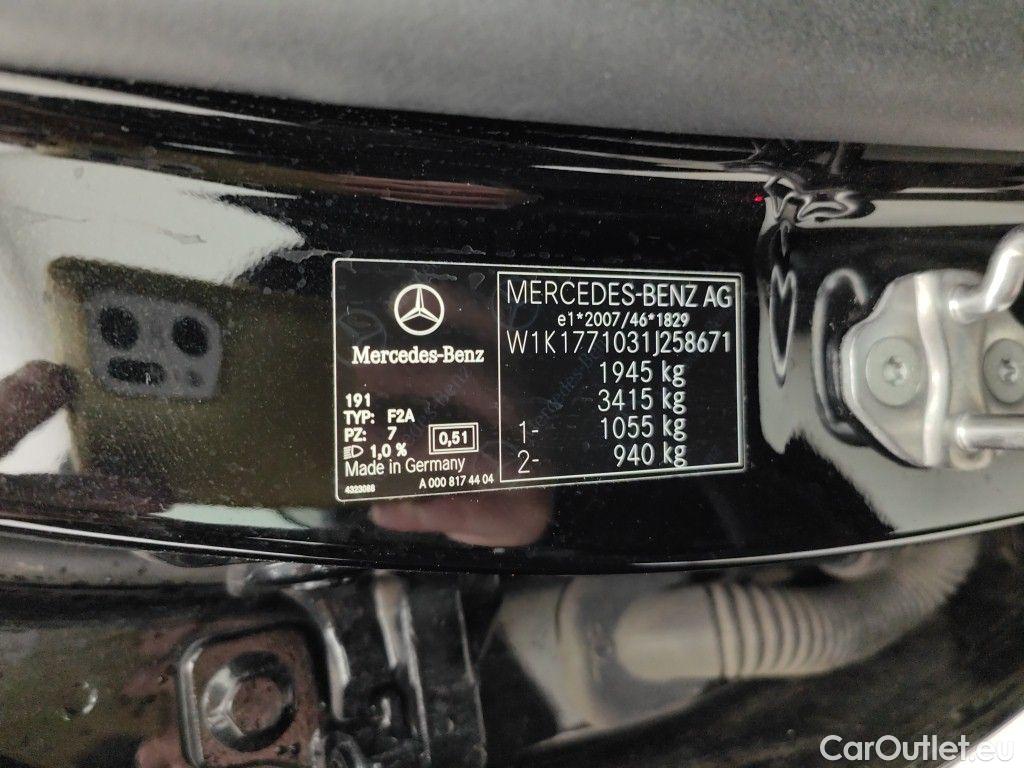 Mercedes-Benz
191
TYP: F2A
PZ: 7
1,0 %
0,51
Made in Germany
4323088
A 000 817 44 04
MERCEDES-BENZ AG
e1*2007/46*1829
W1K1771031J258671
1945 kg
3415 kg
1- 1055 kg
2- 940 kg
CarOutlet.eu